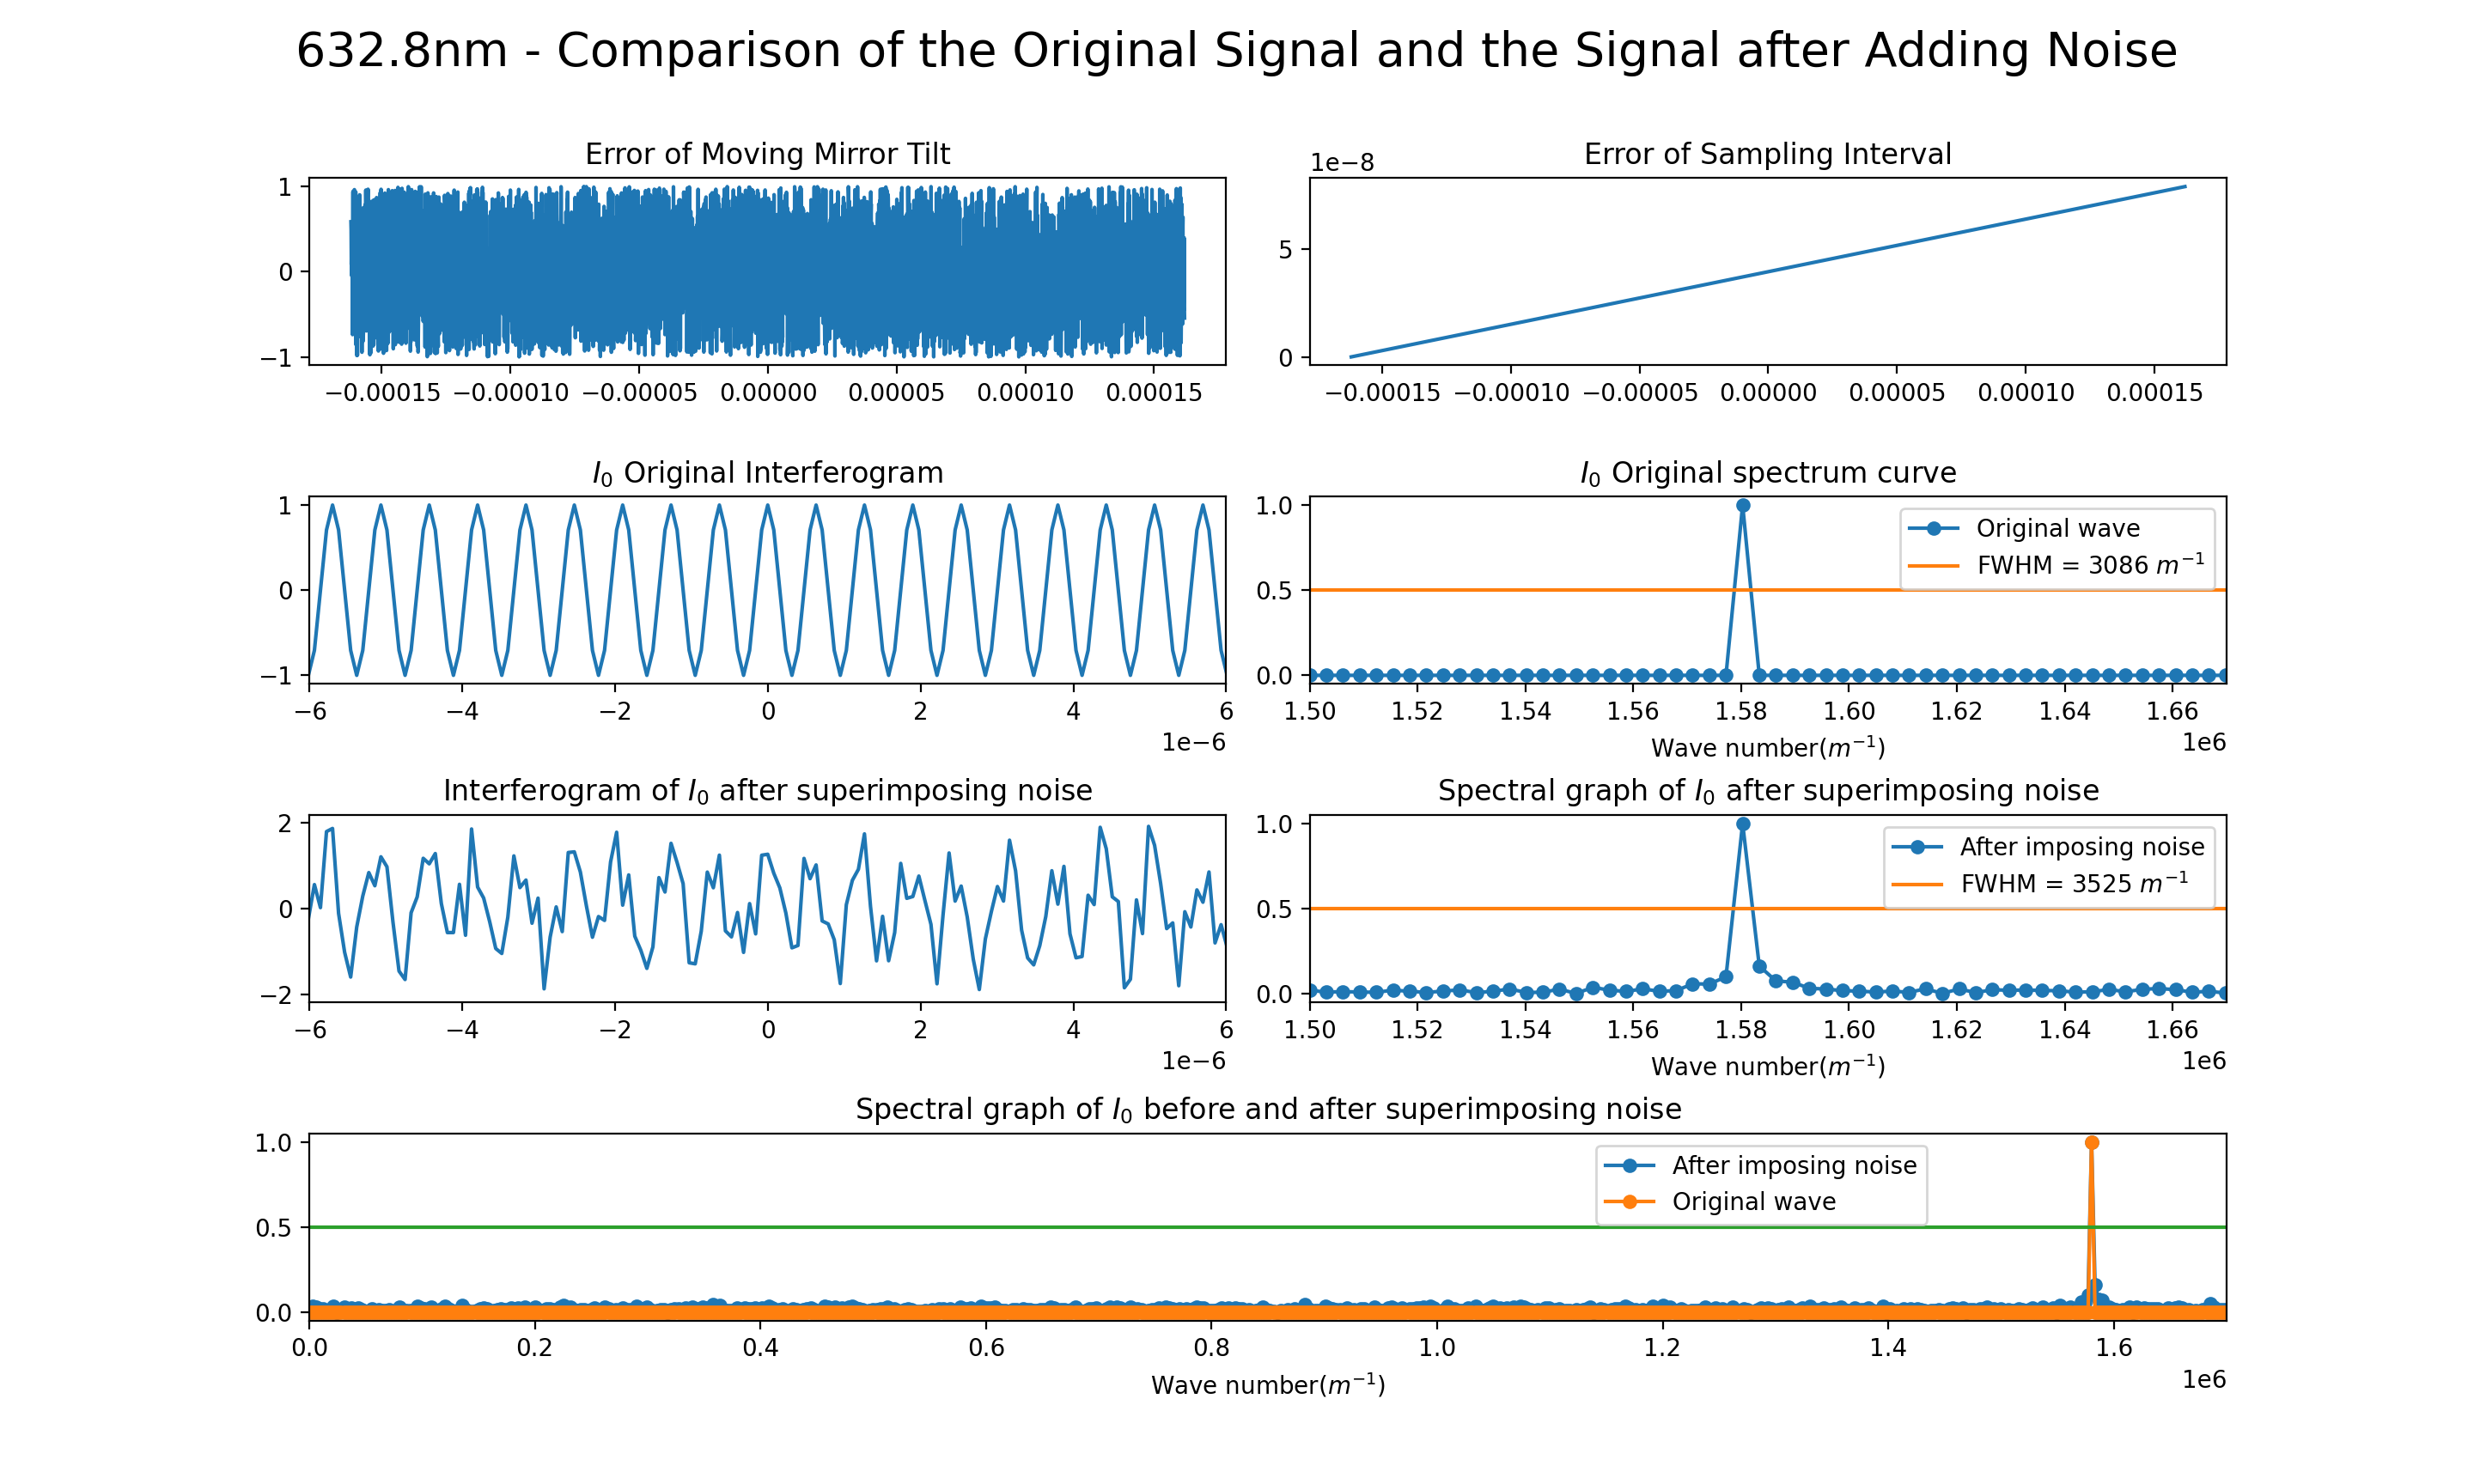 632.8nm - Comparison of the Original Signal and the Signal after Adding Noise
Error of Moving Mirror Tilt
1
0
−1
−0.00015 −0.00010 −0.00005 0.00000 0.00005 0.00010 0.00015
Error of Sampling Interval
1e−8
5
0
−0.00015 −0.00010 −0.00005 0.00000 0.00005 0.00010 0.00015
I₀ Original Interferogram
1
0
−1
−6 −4 −2 0 2 4 6
1e−6
I₀ Original spectrum curve
1.0
0.5
0.0
Original wave
FWHM = 3086 m⁻¹
1.50 1.52 1.54 1.56 1.58 1.60 1.62 1.64 1.66
1e6
Wave number(m⁻¹)
Interferogram of I₀ after superimposing noise
2
0
−2
−6 −4 −2 0 2 4 6
1e−6
Spectral graph of I₀ after superimposing noise
1.0
0.5
0.0
After imposing noise
FWHM = 3525 m⁻¹
1.50 1.52 1.54 1.56 1.58 1.60 1.62 1.64 1.66
1e6
Wave number(m⁻¹)
Spectral graph of I₀ before and after superimposing noise
1.0
0.5
0.0
After imposing noise
Original wave
0.0 0.2 0.4 0.6 0.8 1.0 1.2 1.4 1.6
1e6
Wave number(m⁻¹)